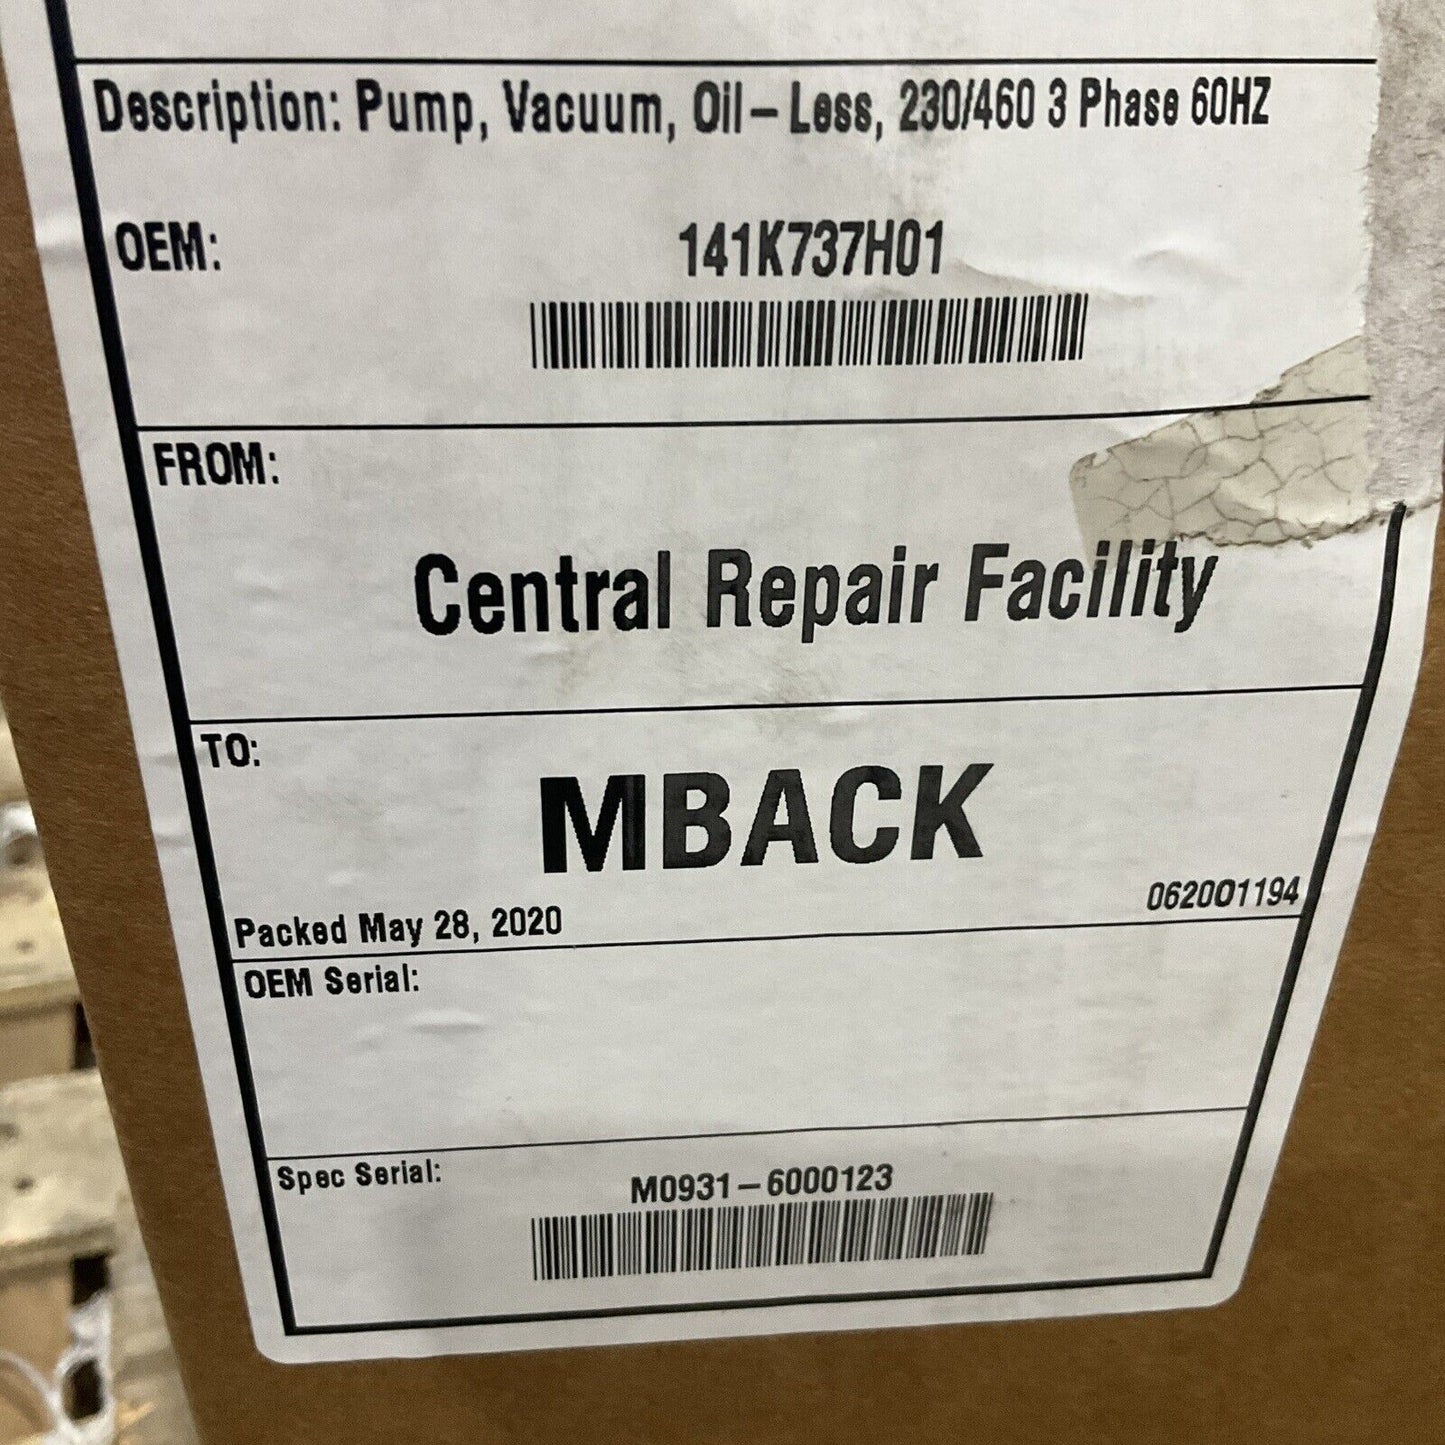 Description: Pump, Vacuum, Oil-Less, 230/460 3 Phase 60HZ
OEM: 141K737H01
FROM:
Central Repair Facility
TO:
MBACK
062001194
Packed May 28, 2020
OEM Serial:
Spec Serial: M0931-6000123